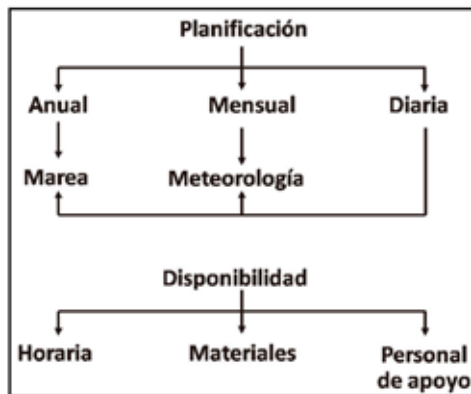 Planificación
Anual Mensual Diaria
Marea Meteorología
Disponibilidad
Horaria Materiales Personal
de apoyo